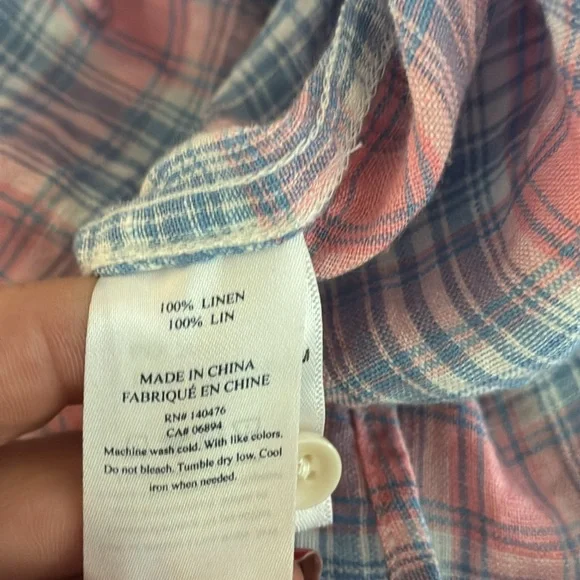 100% LINEN
100% LIN
MADE IN CHINA
FABRIQUÉ EN CHINE
RN# 140476
CA# 06894
Machine wash cold. With like colors.
Do not bleach. Tumble dry low. Cool
iron when needed.
M